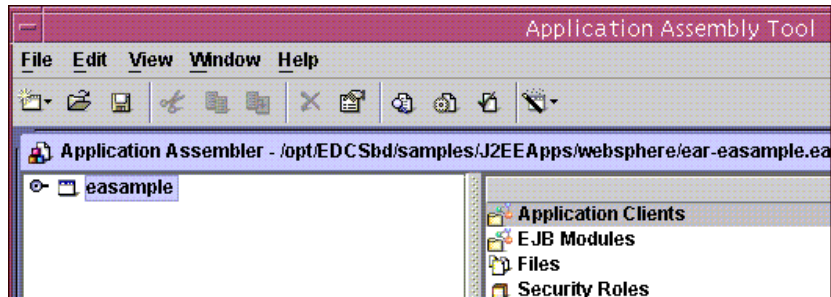 Application Assembly Tool
File Edit View Window Help
Application Assembler - /opt/EDCSbd/samples/J2EEApps/websphere/ear-easample.ea
easample
Application Clients
EJB Modules
Files
Security Roles